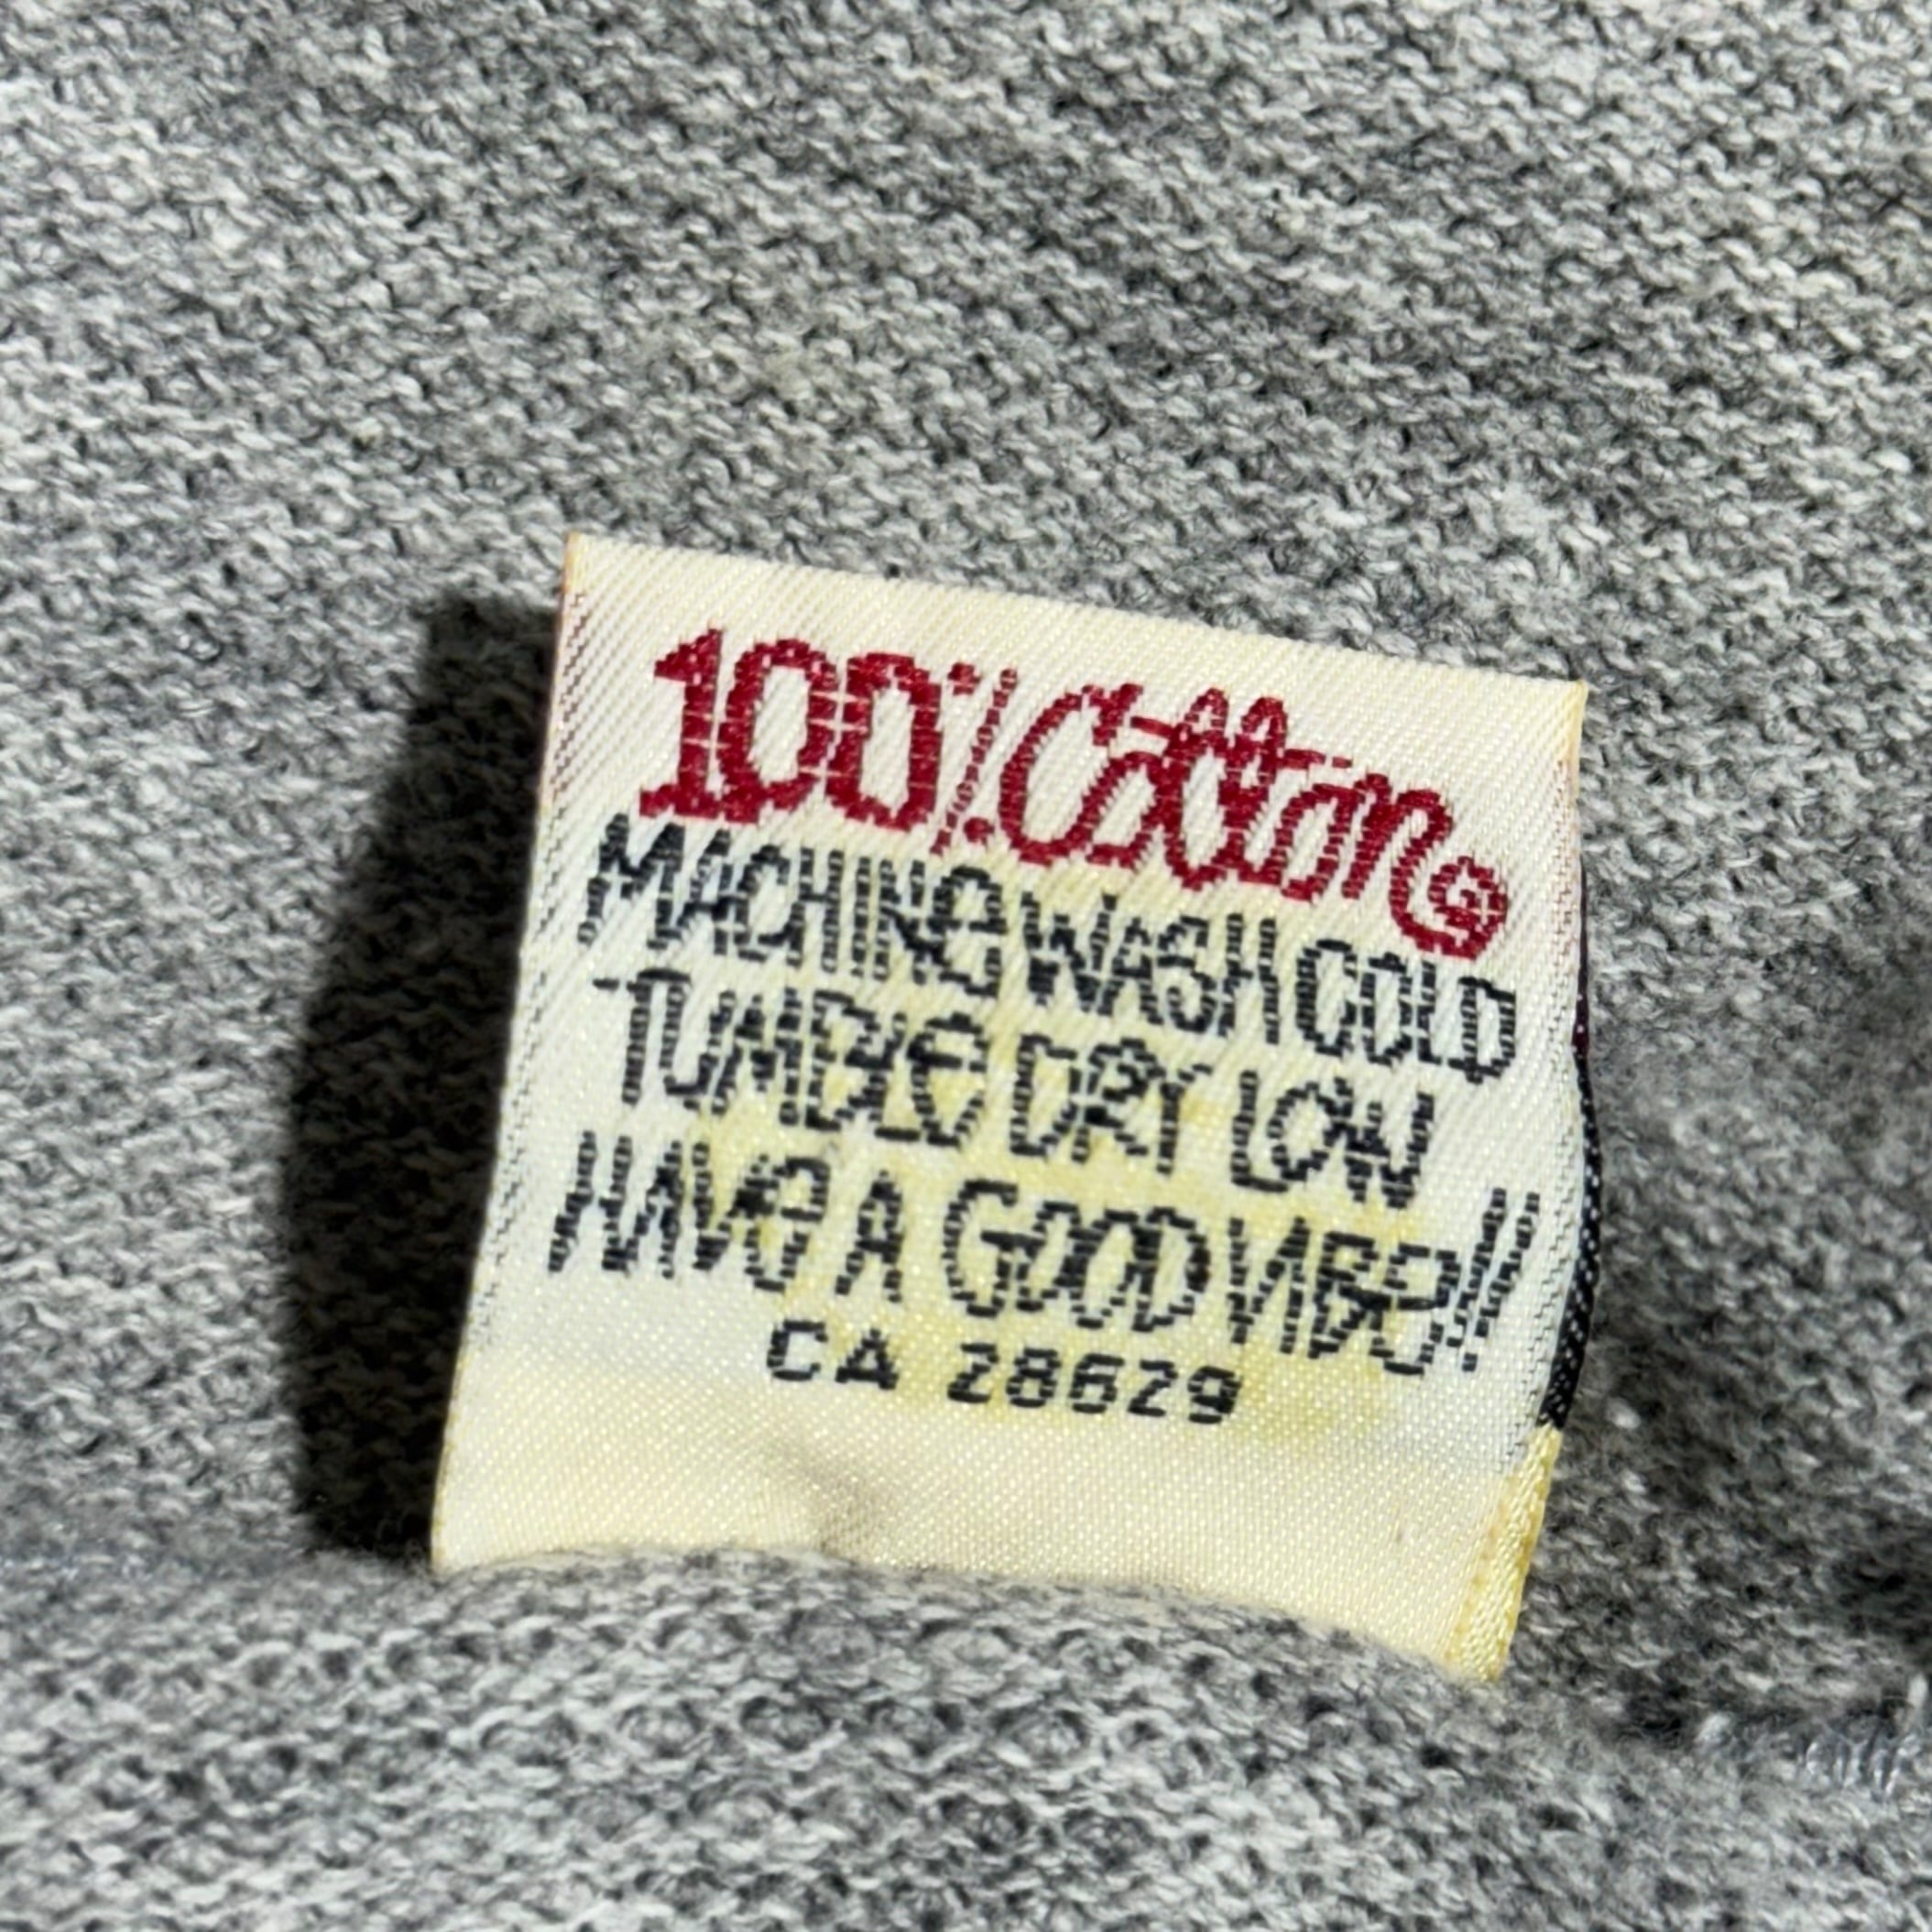 100% Cotton
MACHINe WASH COLD
TUMBLe DRY LOW
HAVe A GOOD VIBe!!
CA 28629